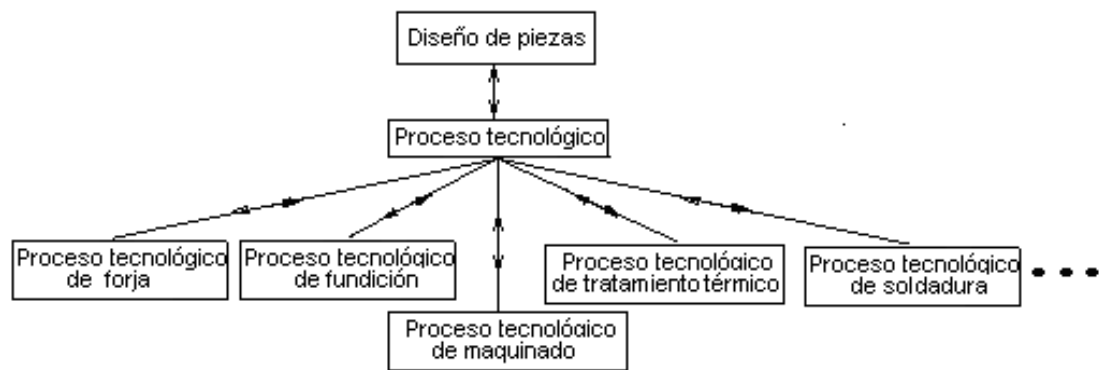 Diseño de piezas
Proceso tecnológico
Proceso tecnológico
de forja
Proceso tecnológico
de fundición
Proceso tecnológico
de tratamiento térmico
Proceso tecnológico
de soldadura
Proceso tecnológico
de maquinado